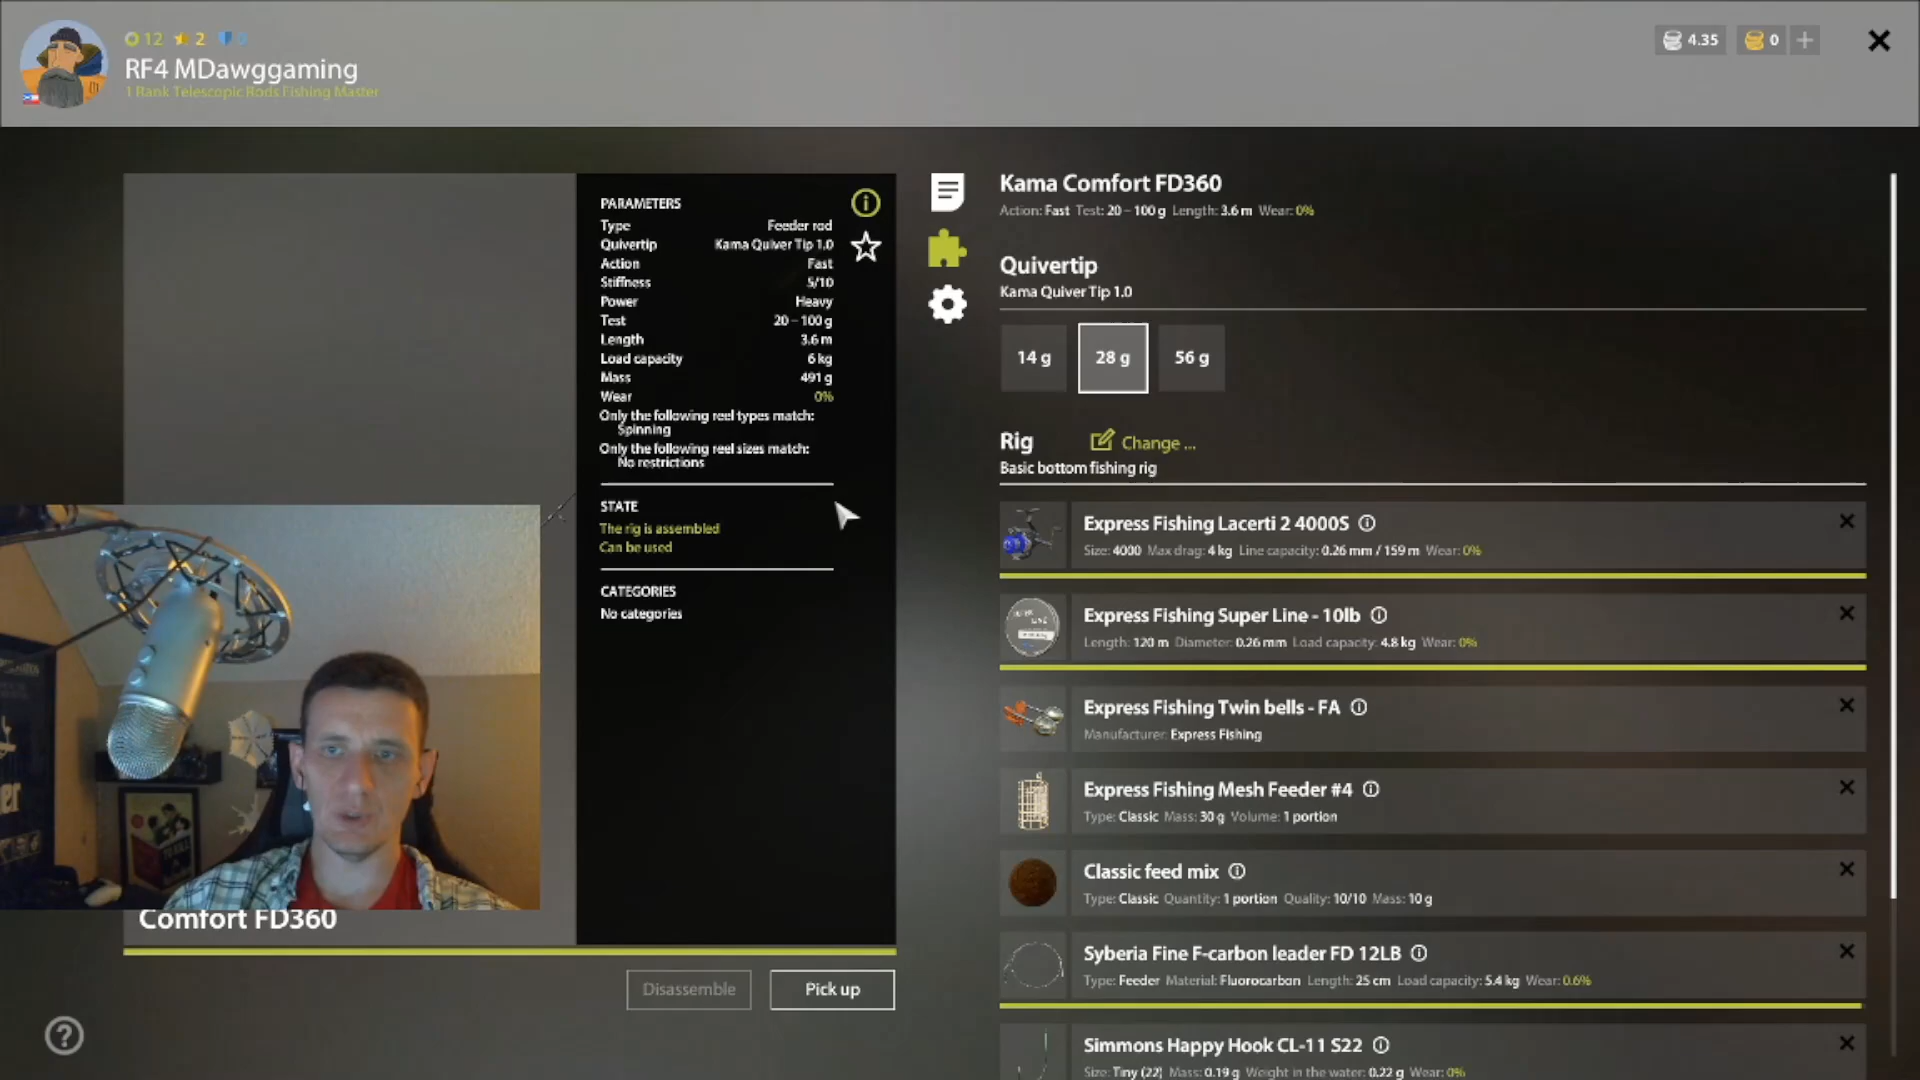 12 2 0
RF4 MDawggaming
1 Rank Telescopic Rods Fishing Master
4.35 0 +
PARAMETERS
Type Feeder rod
Quivertip Kama Quiver Tip 1.0
Action Fast
Stiffness 5/10
Power Heavy
Test 20 – 100 g
Length 3.6 m
Load capacity 6 kg
Mass 491 g
Wear 0%
Only the following reel types match:
Spinning
Only the following reel sizes match:
No restrictions
STATE
The rig is assembled
Can be used
CATEGORIES
No categories
Comfort FD360
Disassemble Pick up
?
Kama Comfort FD360
Action: Fast Test: 20 – 100 g Length: 3.6 m Wear: 0%
Quivertip
Kama Quiver Tip 1.0
14 g 28 g 56 g
Rig Change ...
Basic bottom fishing rig
Express Fishing Lacerti 2 4000S
Size: 4000 Max drag: 4 kg Line capacity: 0.26 mm / 159 m Wear: 0%
Express Fishing Super Line - 10lb
Length: 120 m Diameter: 0.26 mm Load capacity: 4.8 kg Wear: 0%
Express Fishing Twin bells - FA
Manufacturer: Express Fishing
Express Fishing Mesh Feeder #4
Type: Classic Mass: 30 g Volume: 1 portion
Classic feed mix
Type: Classic Quantity: 1 portion Quality: 10/10 Mass: 10 g
Syberia Fine F-carbon leader FD 12LB
Type: Feeder Material: Fluorocarbon Length: 25 cm Load capacity: 5.4 kg Wear: 0.6%
Simmons Happy Hook CL-11 S22
Size: Tiny (22) Mass: 0.19 g Weight in the water: 0.22 g Wear: 0%